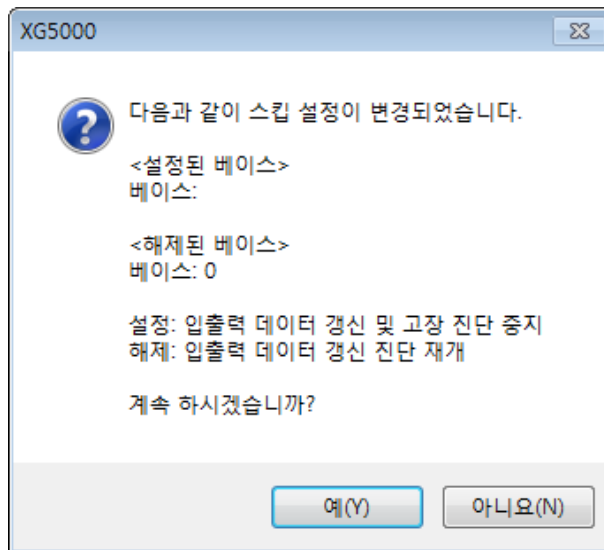 XG5000
다음과 같이 스킵 설정이 변경되었습니다.
<설정된 베이스>
베이스:
<해제된 베이스>
베이스: 0
설정: 입출력 데이터 갱신 및 고장 진단 중지
해제: 입출력 데이터 갱신 진단 재개
계속 하시겠습니까?
예(Y)
아니요(N)